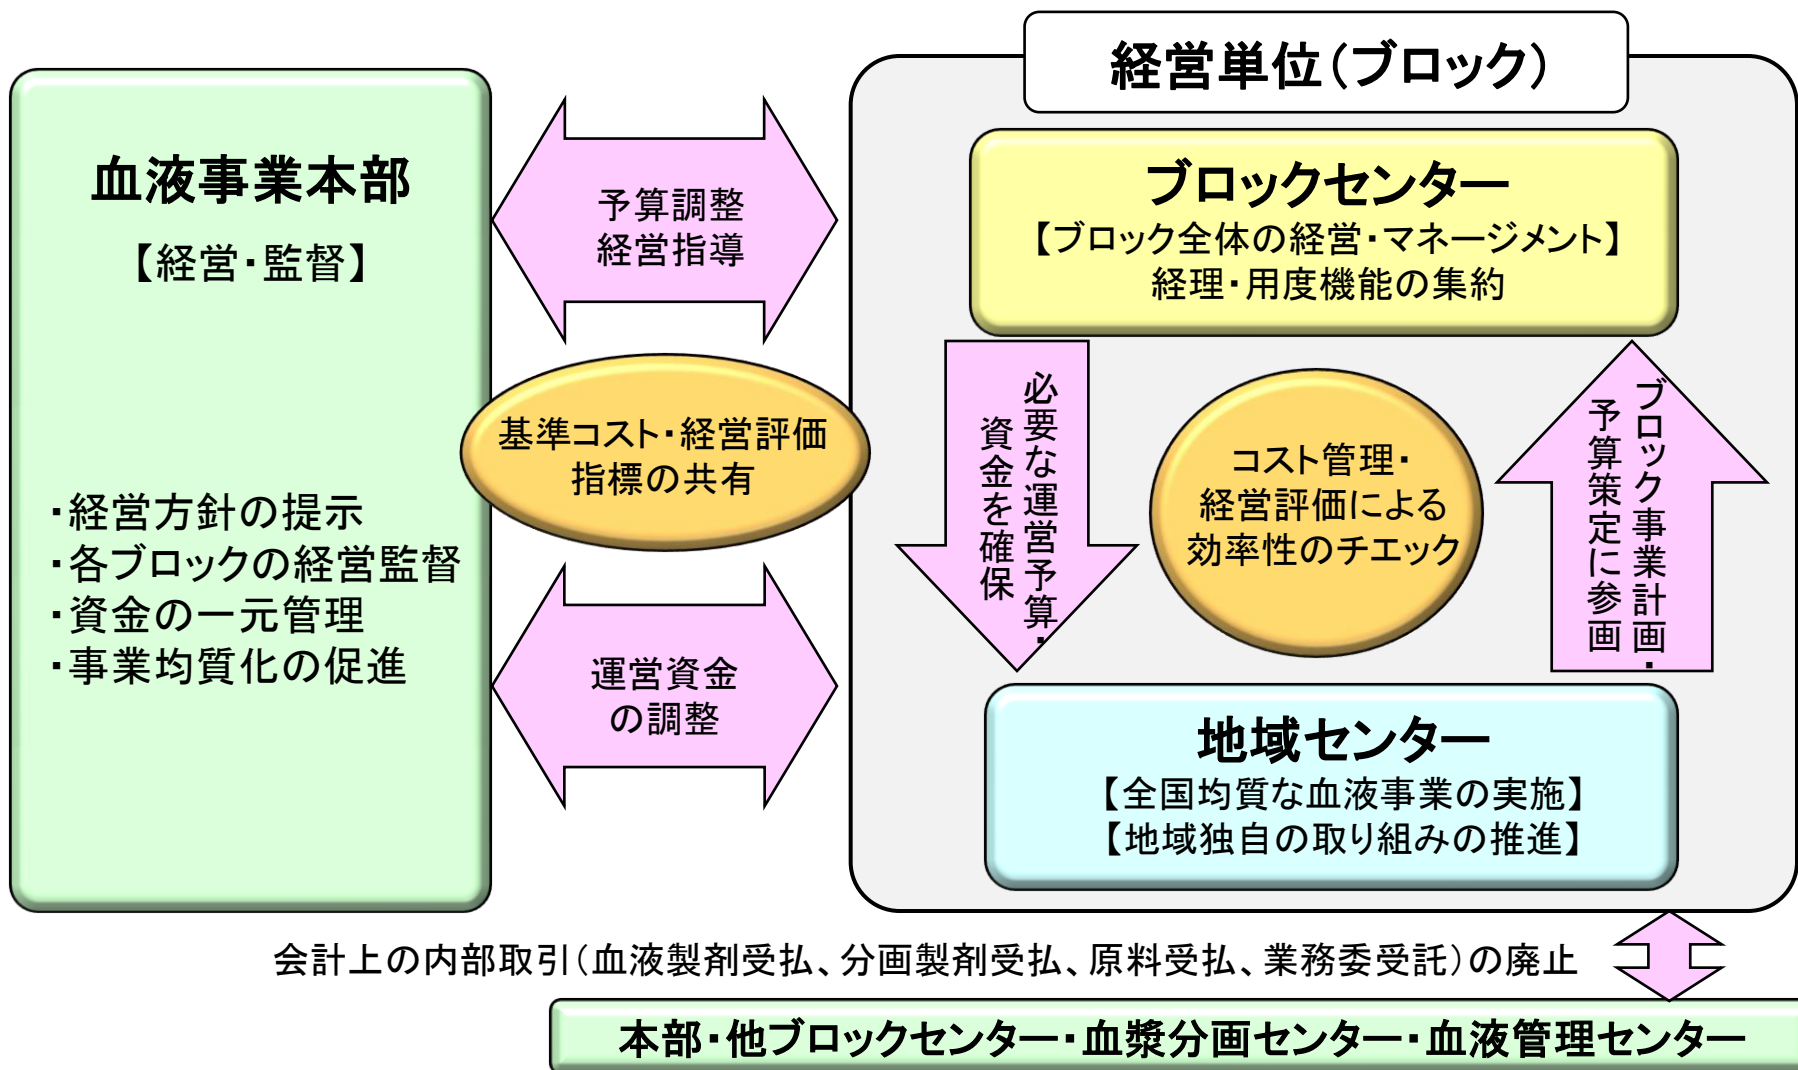 経営単位(ブロック)
血液事業本部
【経営・監督】
・経営方針の提示
・各ブロックの経営監督
・資金の一元管理
・事業均質化の促進
予算調整
経営指導
基準コスト・経営評価
指標の共有
運営資金
の調整
ブロックセンター
【ブロック全体の経営・マネージメント】
経理・用度機能の集約
必要な運営予算・
資金を確保
コスト管理・
経営評価による
効率性のチエック
ブロック事業計画・
予算策定に参画
地域センター
【全国均質な血液事業の実施】
【地域独自の取り組みの推進】
会計上の内部取引(血液製剤受払、分画製剤受払、原料受払、業務委受託)の廃止
本部・他ブロックセンター・血漿分画センター・血液管理センター